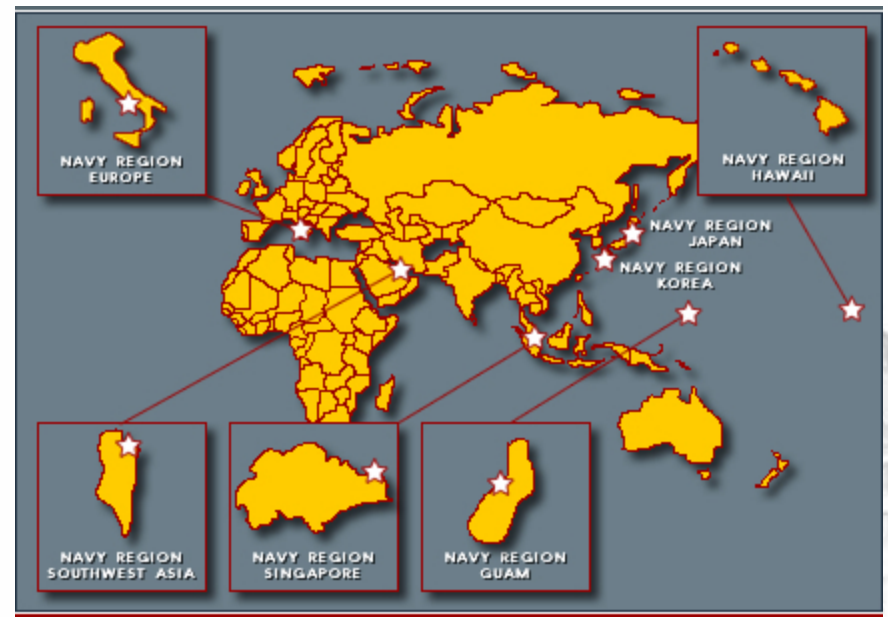 NAVY REGION
EUROPE
NAVY REGION
HAWAII
NAVY REGION
JAPAN
NAVY REGION
KOREA
NAVY REGION
SOUTHWEST ASIA
NAVY REGION
SINGAPORE
NAVY REGION
GUAM